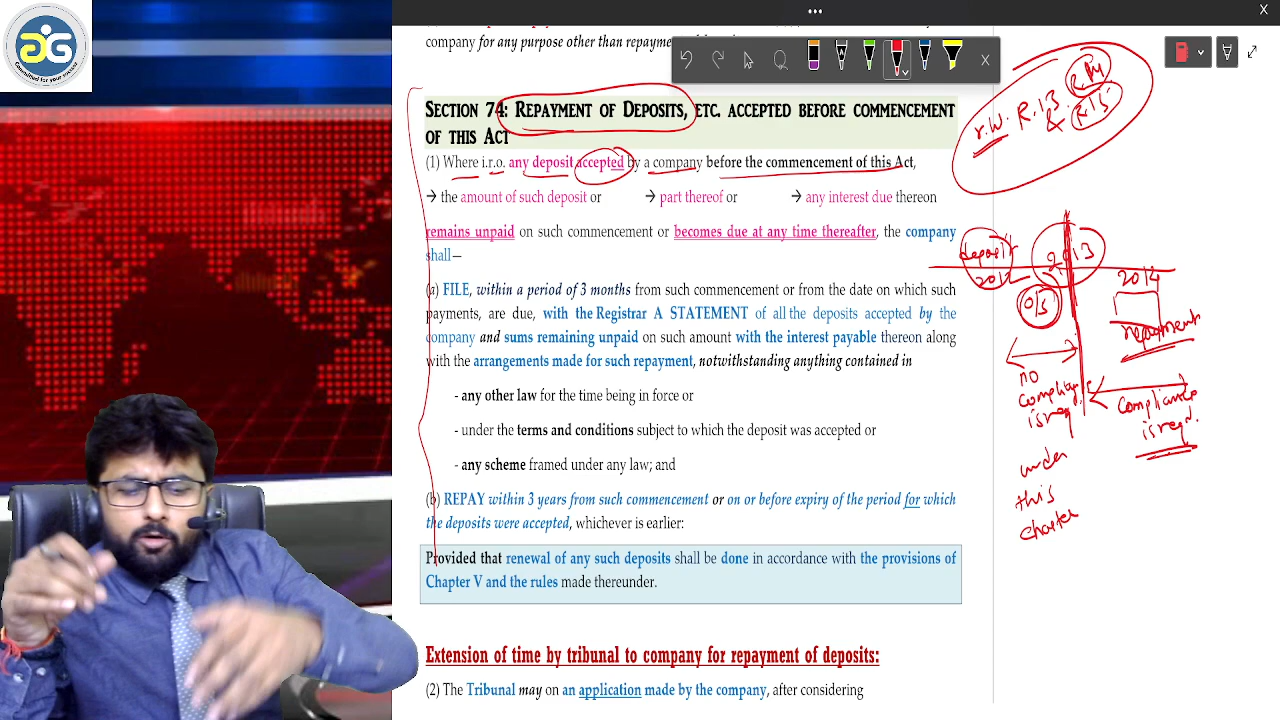 Committed for your success
company for any purpose other than
SECTION 74: REPAYMENT OF DEPOSITS, ETC. ACCEPTED BEFORE COMMENCEMENT
OF THIS ACT
(1) Where i.r.o. any deposit accepted by a company before the commencement of this Act,
→ the amount of such deposit or → part thereof or → any interest due thereon
remains unpaid on such commencement or becomes due at any time thereafter, the company
shall—
(a) FILE, within a period of 3 months from such commencement or from the date on which such
payments, are due, with the Registrar A STATEMENT of all the deposits accepted by the
company and sums remaining unpaid on such amount with the interest payable thereon along
with the arrangements made for such repayment, notwithstanding anything contained in
- any other law for the time being in force or
- under the terms and conditions subject to which the deposit was accepted or
- any scheme framed under any law; and
(b) REPAY within 3 years from such commencement or on or before expiry of the period for which
the deposits were accepted, whichever is earlier:
Provided that renewal of any such deposits shall be done in accordance with the provisions of
Chapter V and the rules made thereunder.
Extension of time by tribunal to company for repayment of deposits:
(2) The Tribunal may on an application made by the company, after considering
r.w. R.13 R.14
& R.15
deposit 2013
2012 2014
O/S repayment
no
compliance
is req.
under
this
chapter
compliance
is req.